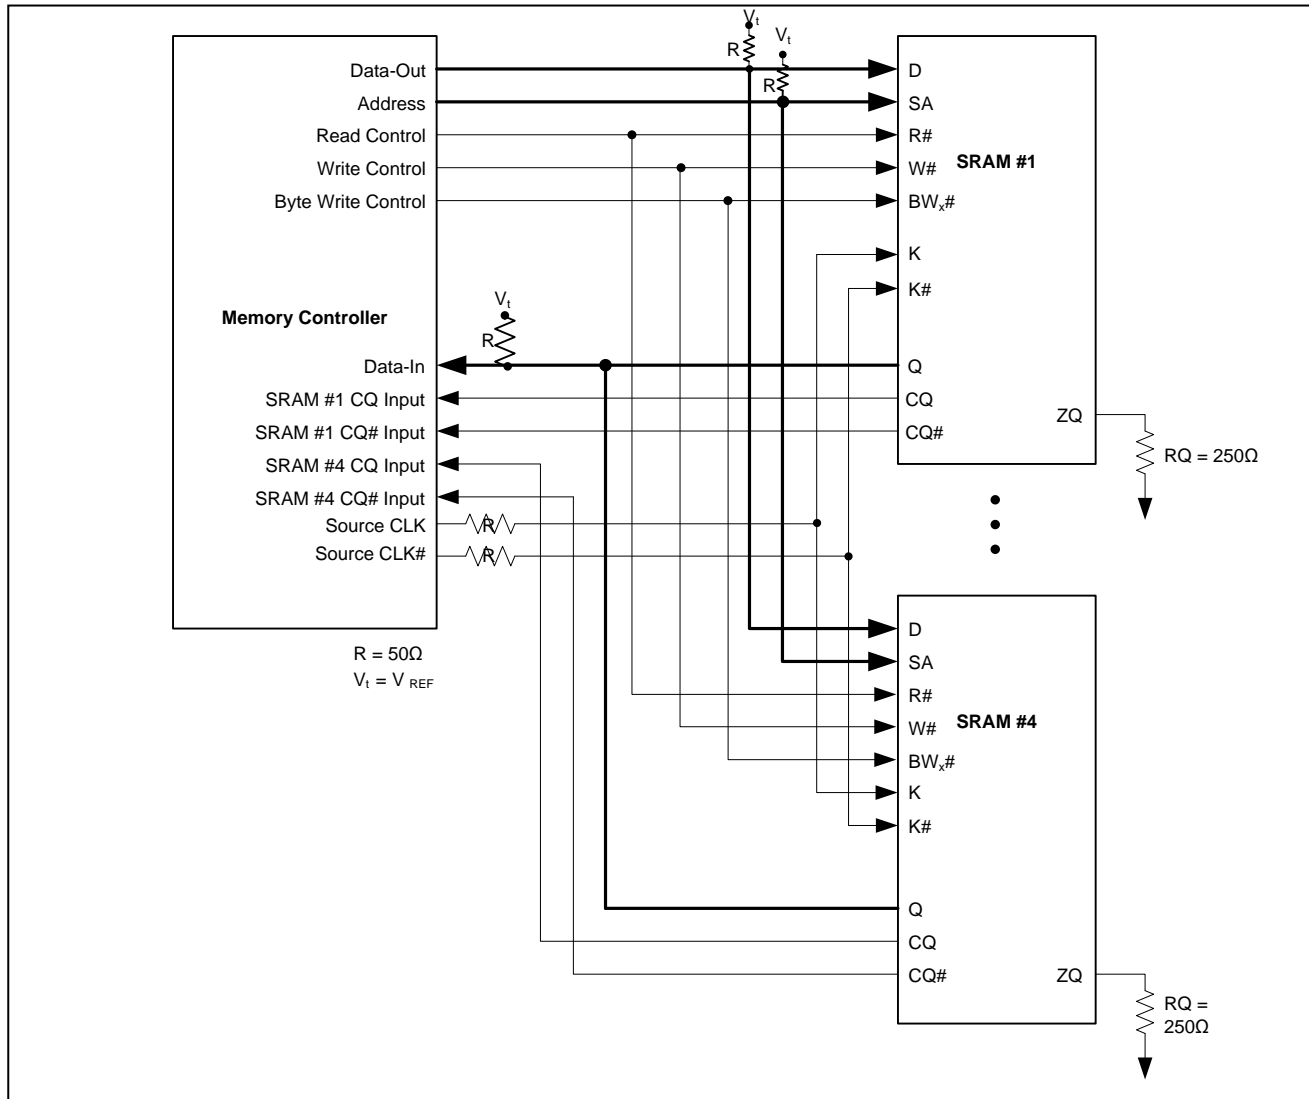 Vt
R
Vt
R
Data-Out
Address
Read Control
Write Control
Byte Write Control
Memory Controller
Vt
R
Data-In
SRAM #1 CQ Input
SRAM #1 CQ# Input
SRAM #4 CQ Input
SRAM #4 CQ# Input
Source CLK
R
Source CLK#
R
R = 50Ω
Vt = V REF
D
SA
R#
SRAM #1
W#
BWx#
K
K#
Q
CQ
CQ#
ZQ
RQ = 250Ω
D
SA
R#
SRAM #4
W#
BWx#
K
K#
Q
CQ
CQ#
ZQ
RQ =
250Ω